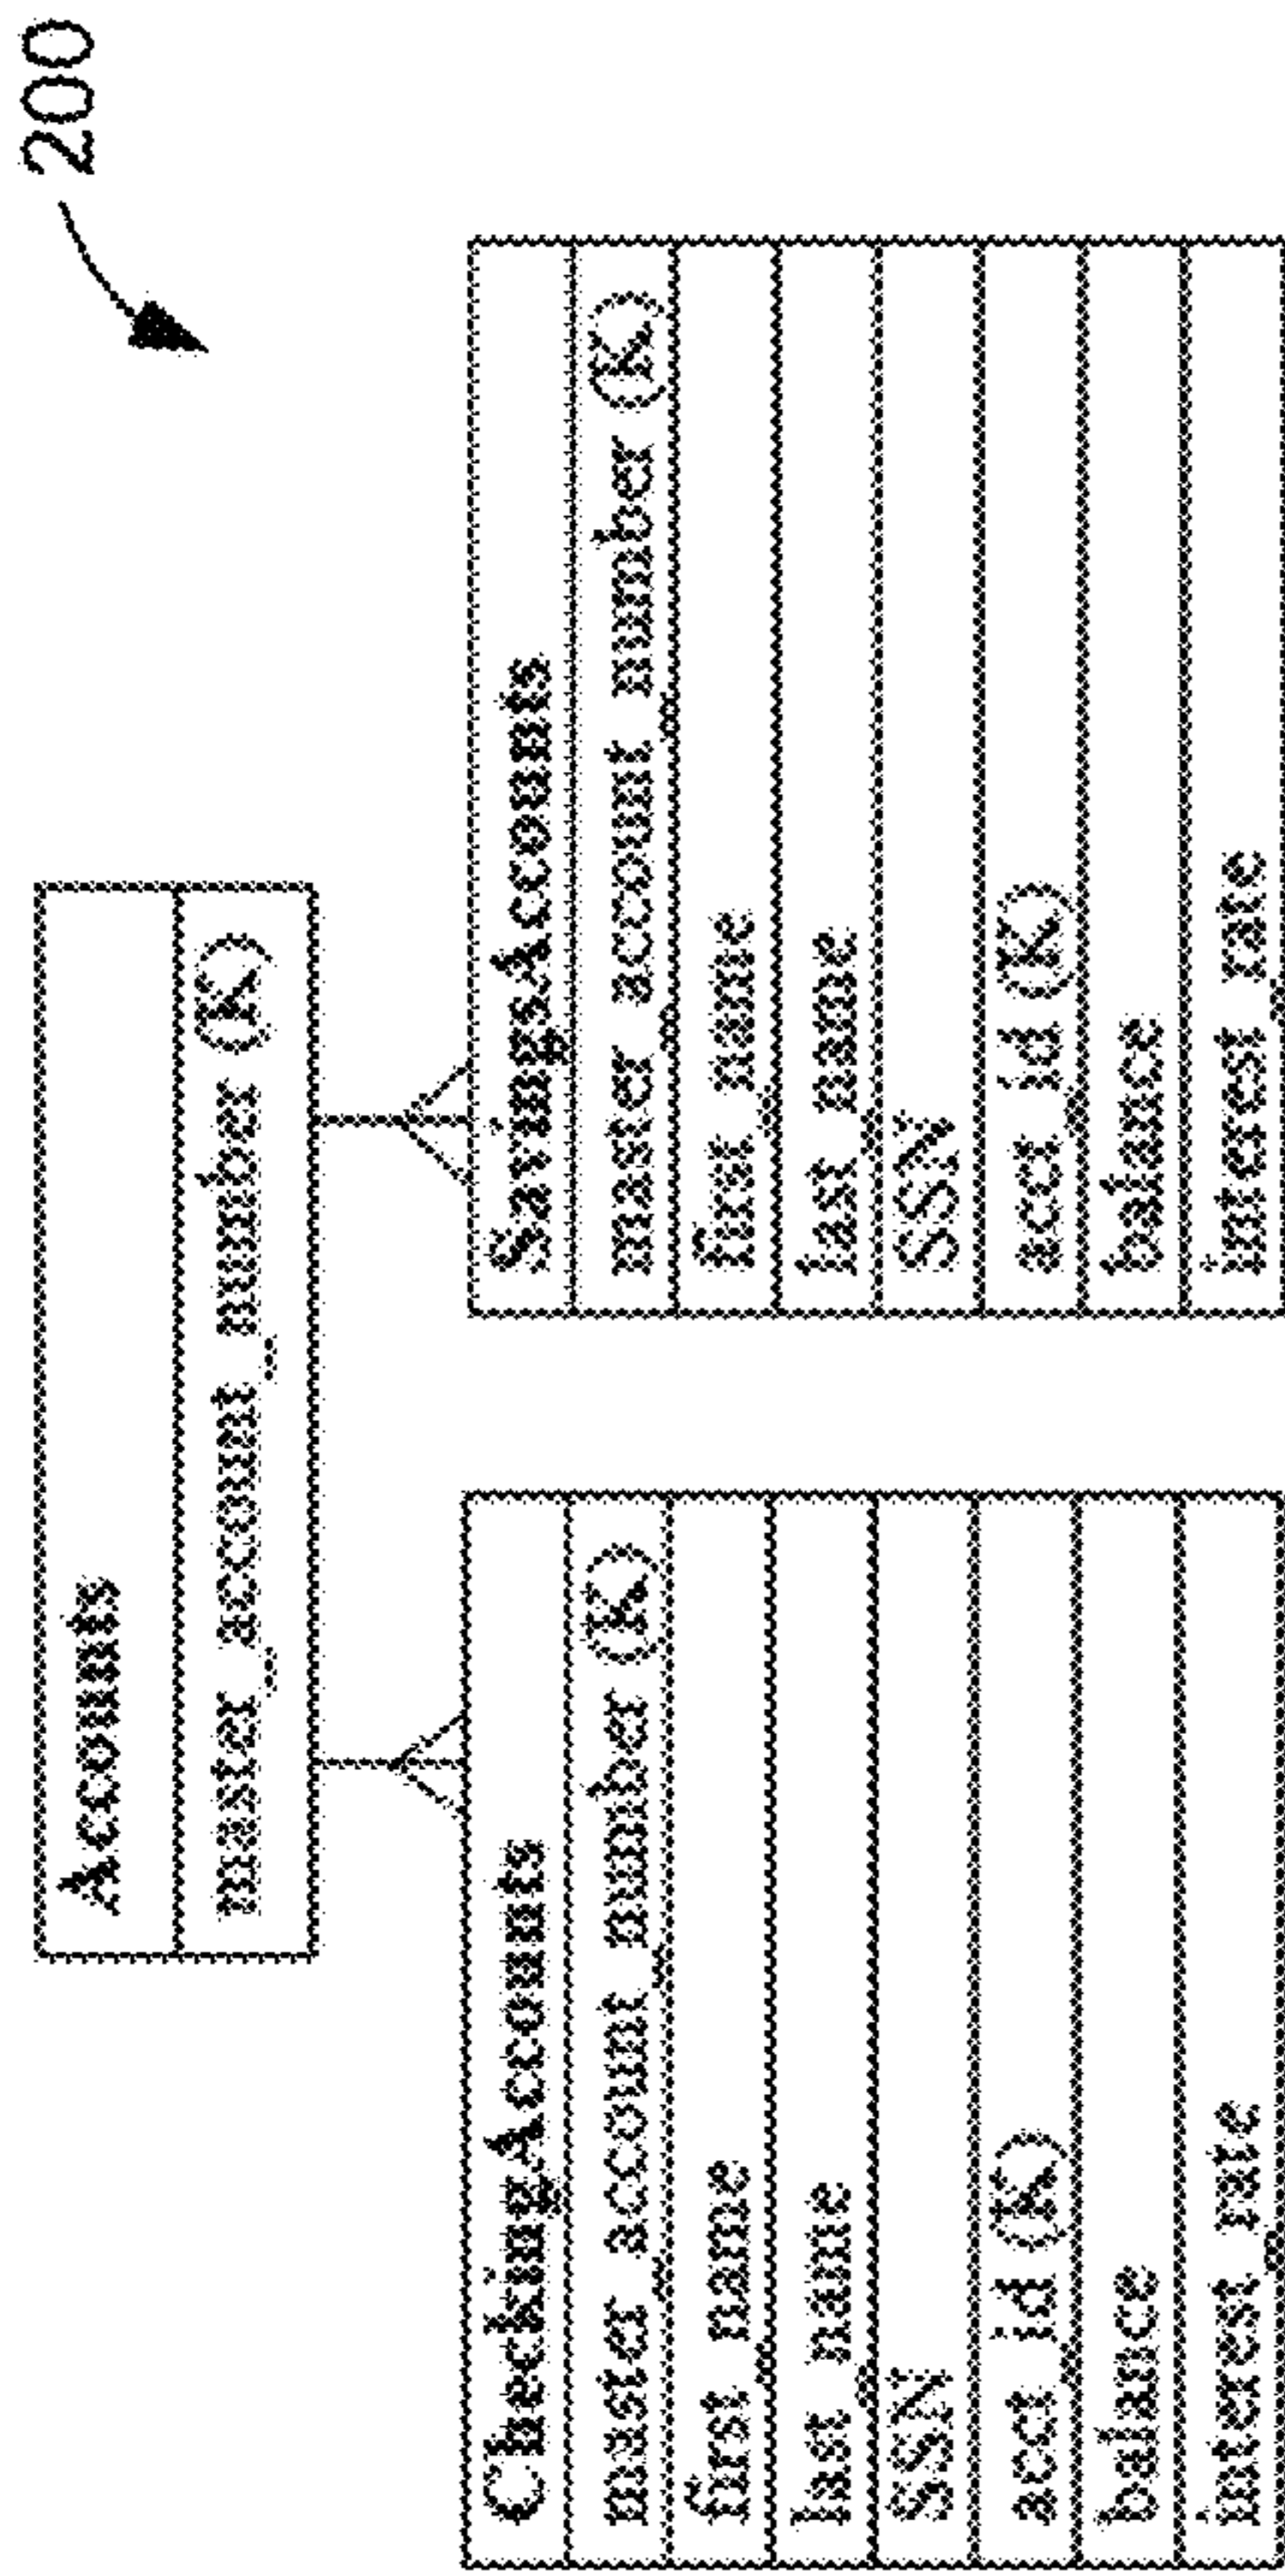 200
Accounts
master_account_number (K)
CheckingAccounts
master_account_number (K)
first_name
last_name
SSN
acct_id (K)
balance
interest_rate
SavingsAccounts
master_account_number (K)
first_name
last_name
SSN
acct_id (K)
balance
interest_rate